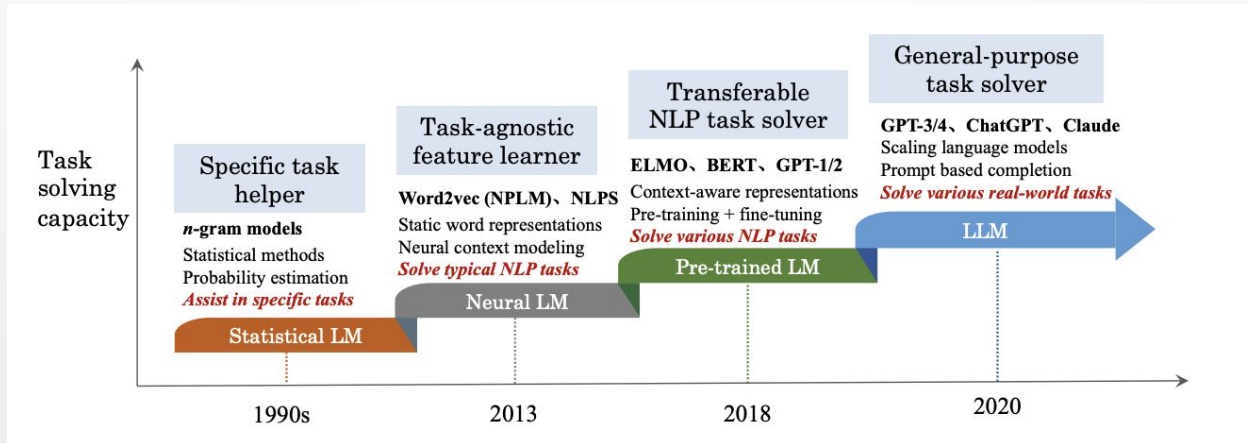 Task
solving
capacity
Specific task
helper
n-gram models
Statistical methods
Probability estimation
Assist in specific tasks
Statistical LM
1990s
Task-agnostic
feature learner
Word2vec (NPLM)、NLPS
Static word representations
Neural context modeling
Solve typical NLP tasks
Neural LM
2013
Transferable
NLP task solver
ELMO、BERT、GPT-1/2
Context-aware representations
Pre-training + fine-tuning
Solve various NLP tasks
Pre-trained LM
2018
General-purpose
task solver
GPT-3/4、ChatGPT、Claude
Scaling language models
Prompt based completion
Solve various real-world tasks
LLM
2020